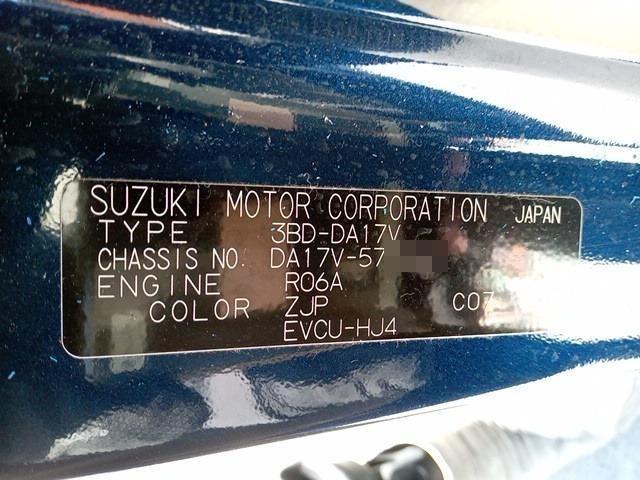 SUZUKI MOTOR CORPORATION JAPAN
TYPE 3BD-DA17V
CHASSIS NO. DA17V-57
ENGINE R06A
COLOR ZJP C07
EVCU-HJ4